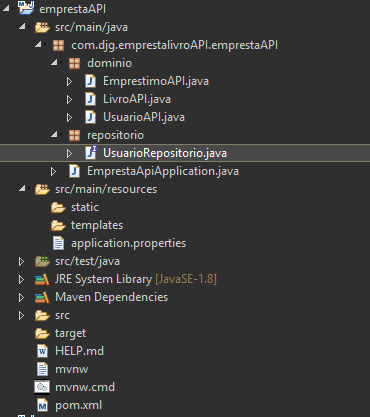 emprestaAPI
src/main/java
com.djg.emprestalivroAPI.emprestaAPI
dominio
EmprestimoAPI.java
LivroAPI.java
UsuarioAPI.java
repositorio
UsuarioRepositorio.java
EmprestaApiApplication.java
src/main/resources
static
templates
application.properties
src/test/java
JRE System Library [JavaSE-1.8]
Maven Dependencies
src
target
HELP.md
mvnw
mvnw.cmd
pom.xml